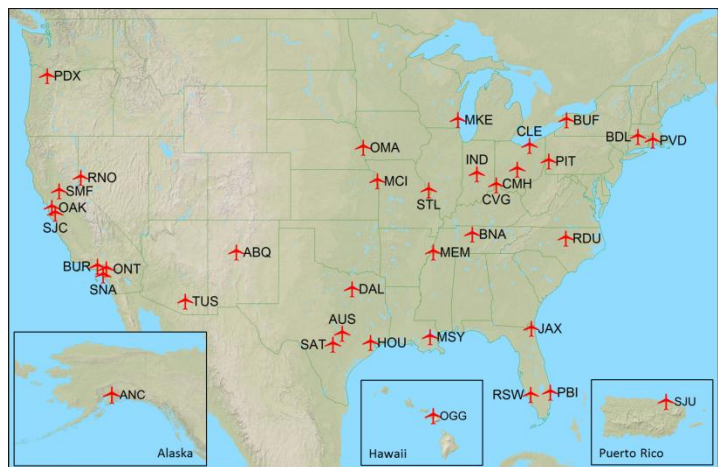 PDX
MKE
BUF
CLE
BDL
PVD
OMA
IND
PIT
RNO
MCI
CMH
SMF
STL
CVG
OAK
SJC
BNA
RDU
BUR
ONT
ABQ
MEM
SNA
DAL
TUS
AUS
JAX
SAT
HOU
MSY
ANC
RSW
PBI
SJU
OGG
Alaska
Hawaii
Puerto Rico